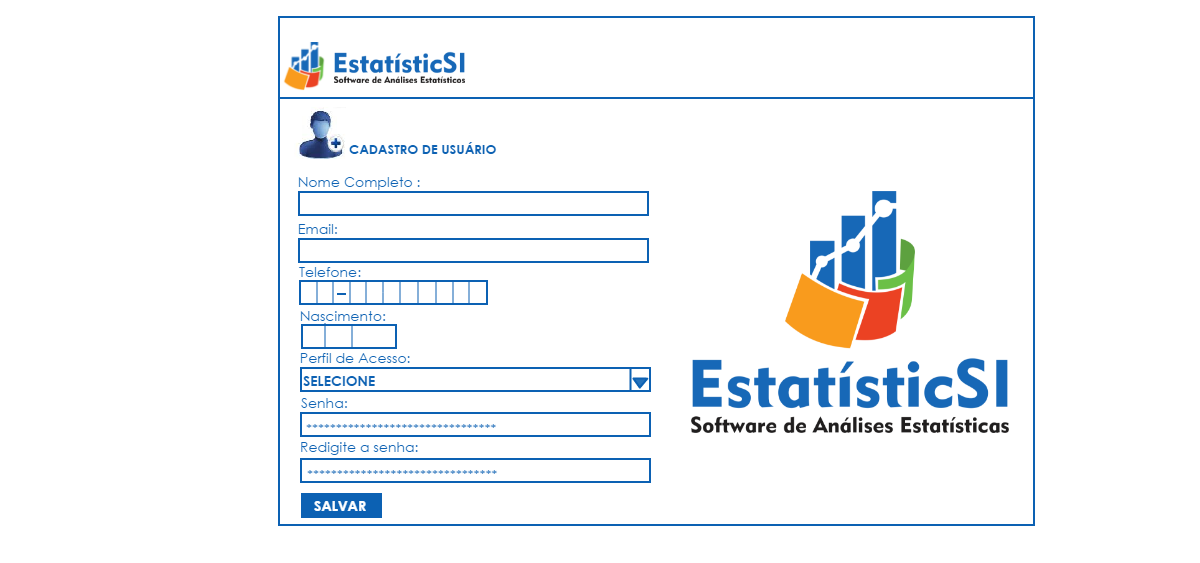 EstatísticSI
Software de Análises Estatísticos
CADASTRO DE USUÁRIO
Nome Completo :
Email:
Telefone:
–
Nascimento:
Perfil de Acesso:
SELECIONE
Senha:
********************************
Redigite a senha:
********************************
SALVAR
EstatísticSI
Software de Análises Estatísticas